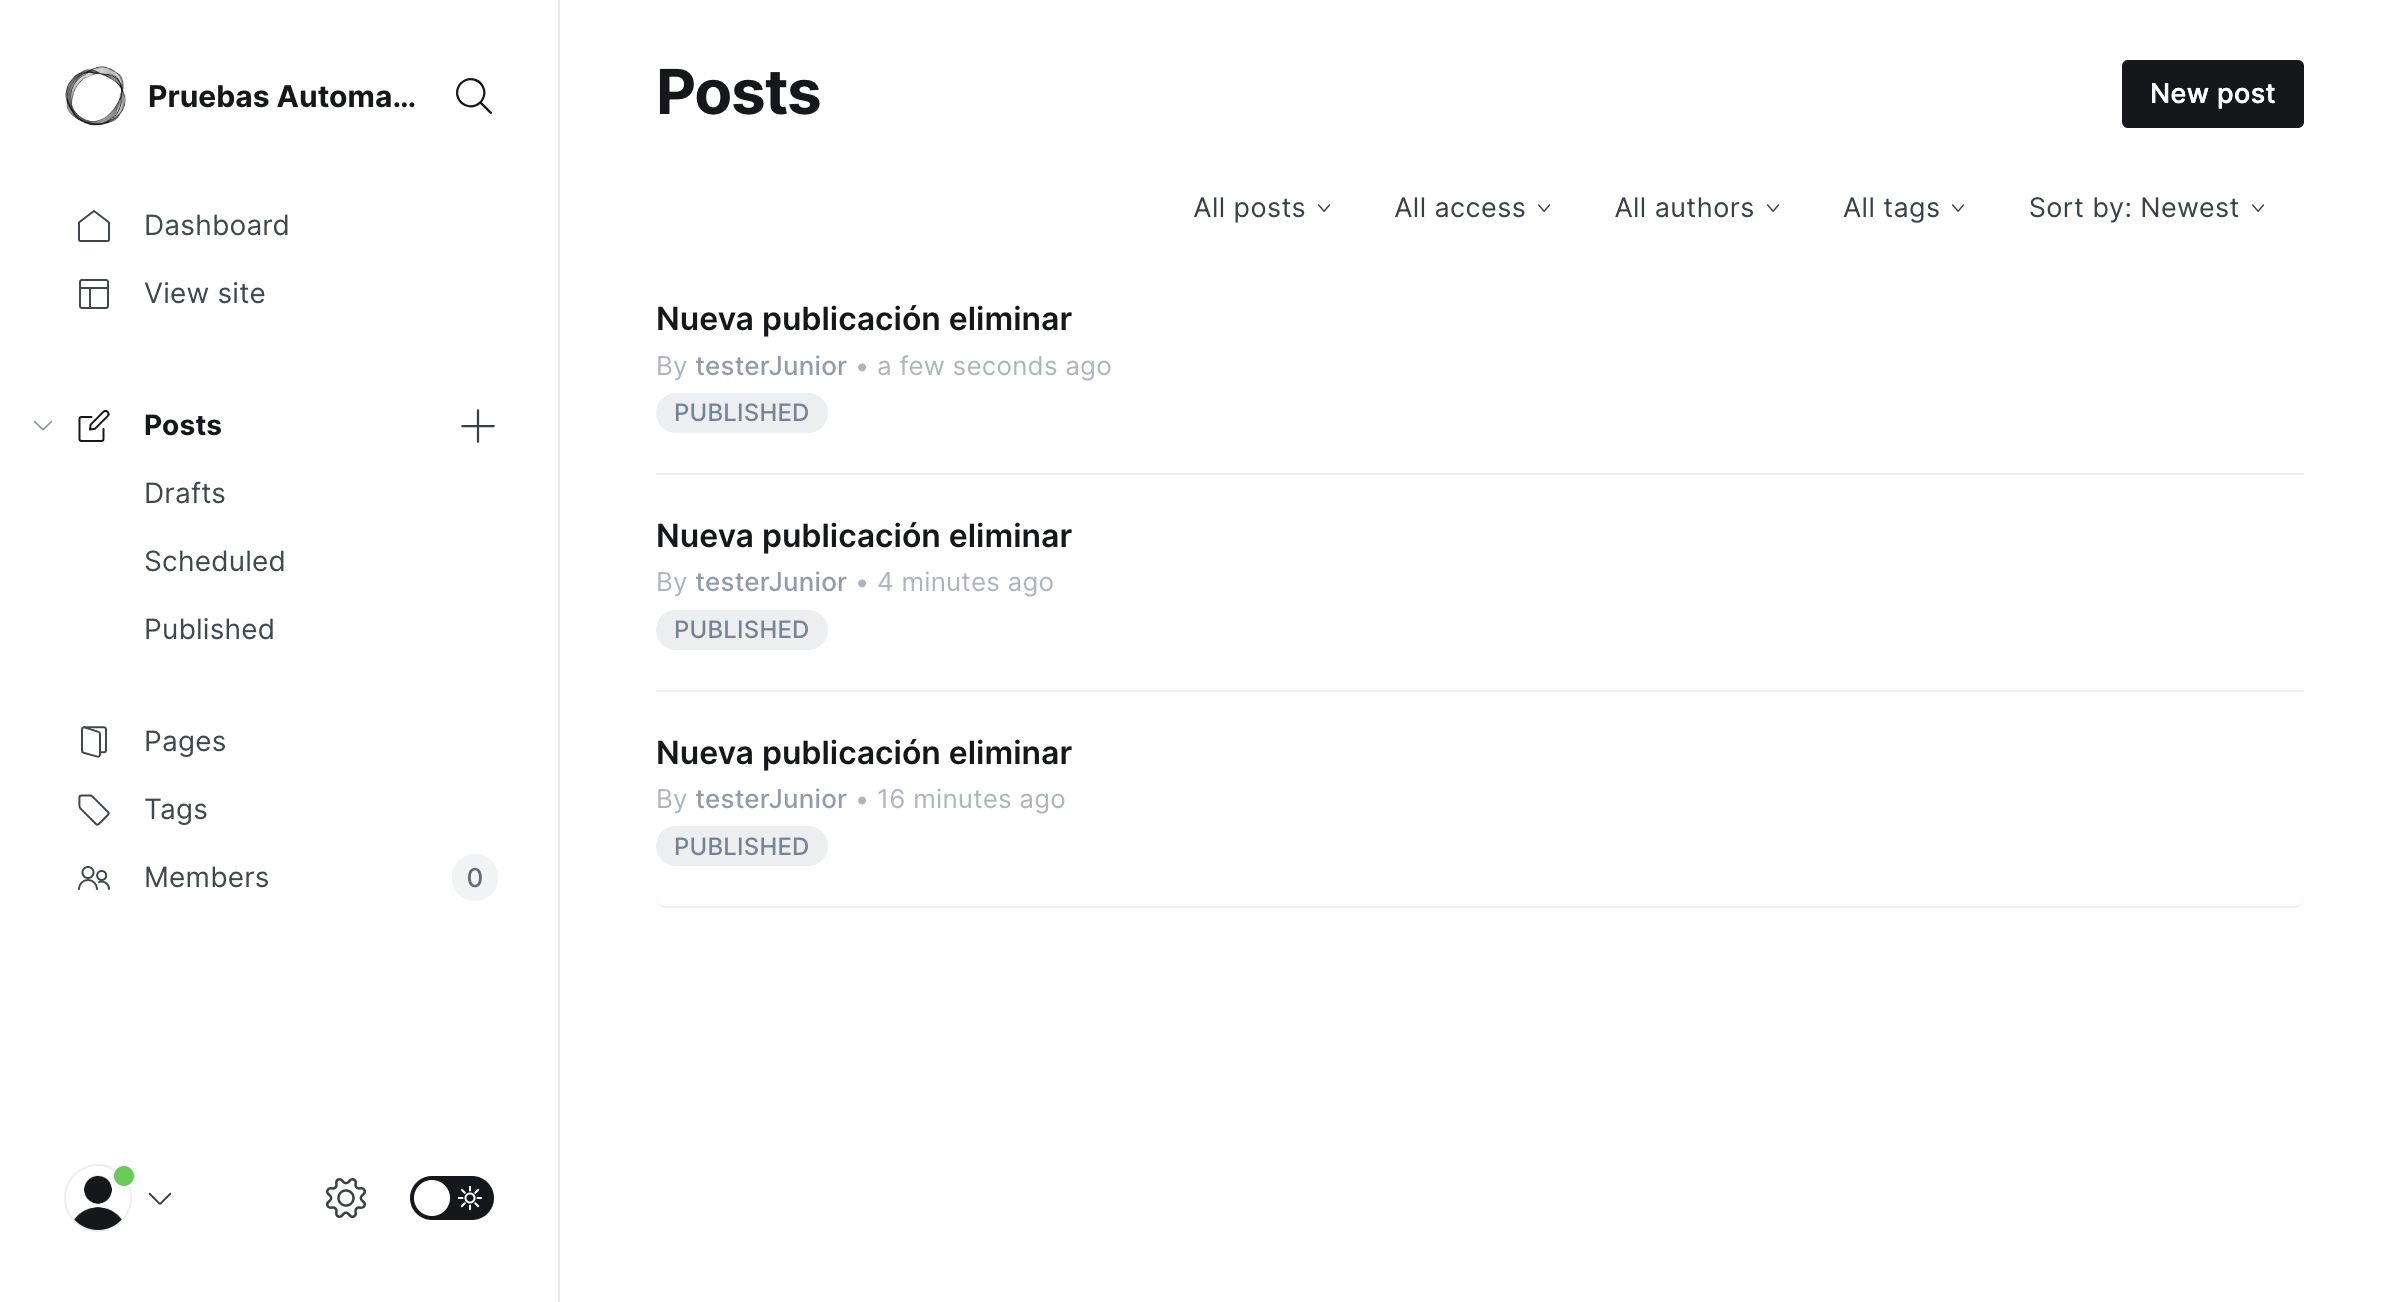 Pruebas Automa...
Dashboard
View site
Posts
Drafts
Scheduled
Published
Pages
Tags
Members 0
Posts
New post
All posts All access All authors All tags Sort by: Newest
Nueva publicación eliminar
By testerJunior • a few seconds ago
PUBLISHED
Nueva publicación eliminar
By testerJunior • 4 minutes ago
PUBLISHED
Nueva publicación eliminar
By testerJunior • 16 minutes ago
PUBLISHED